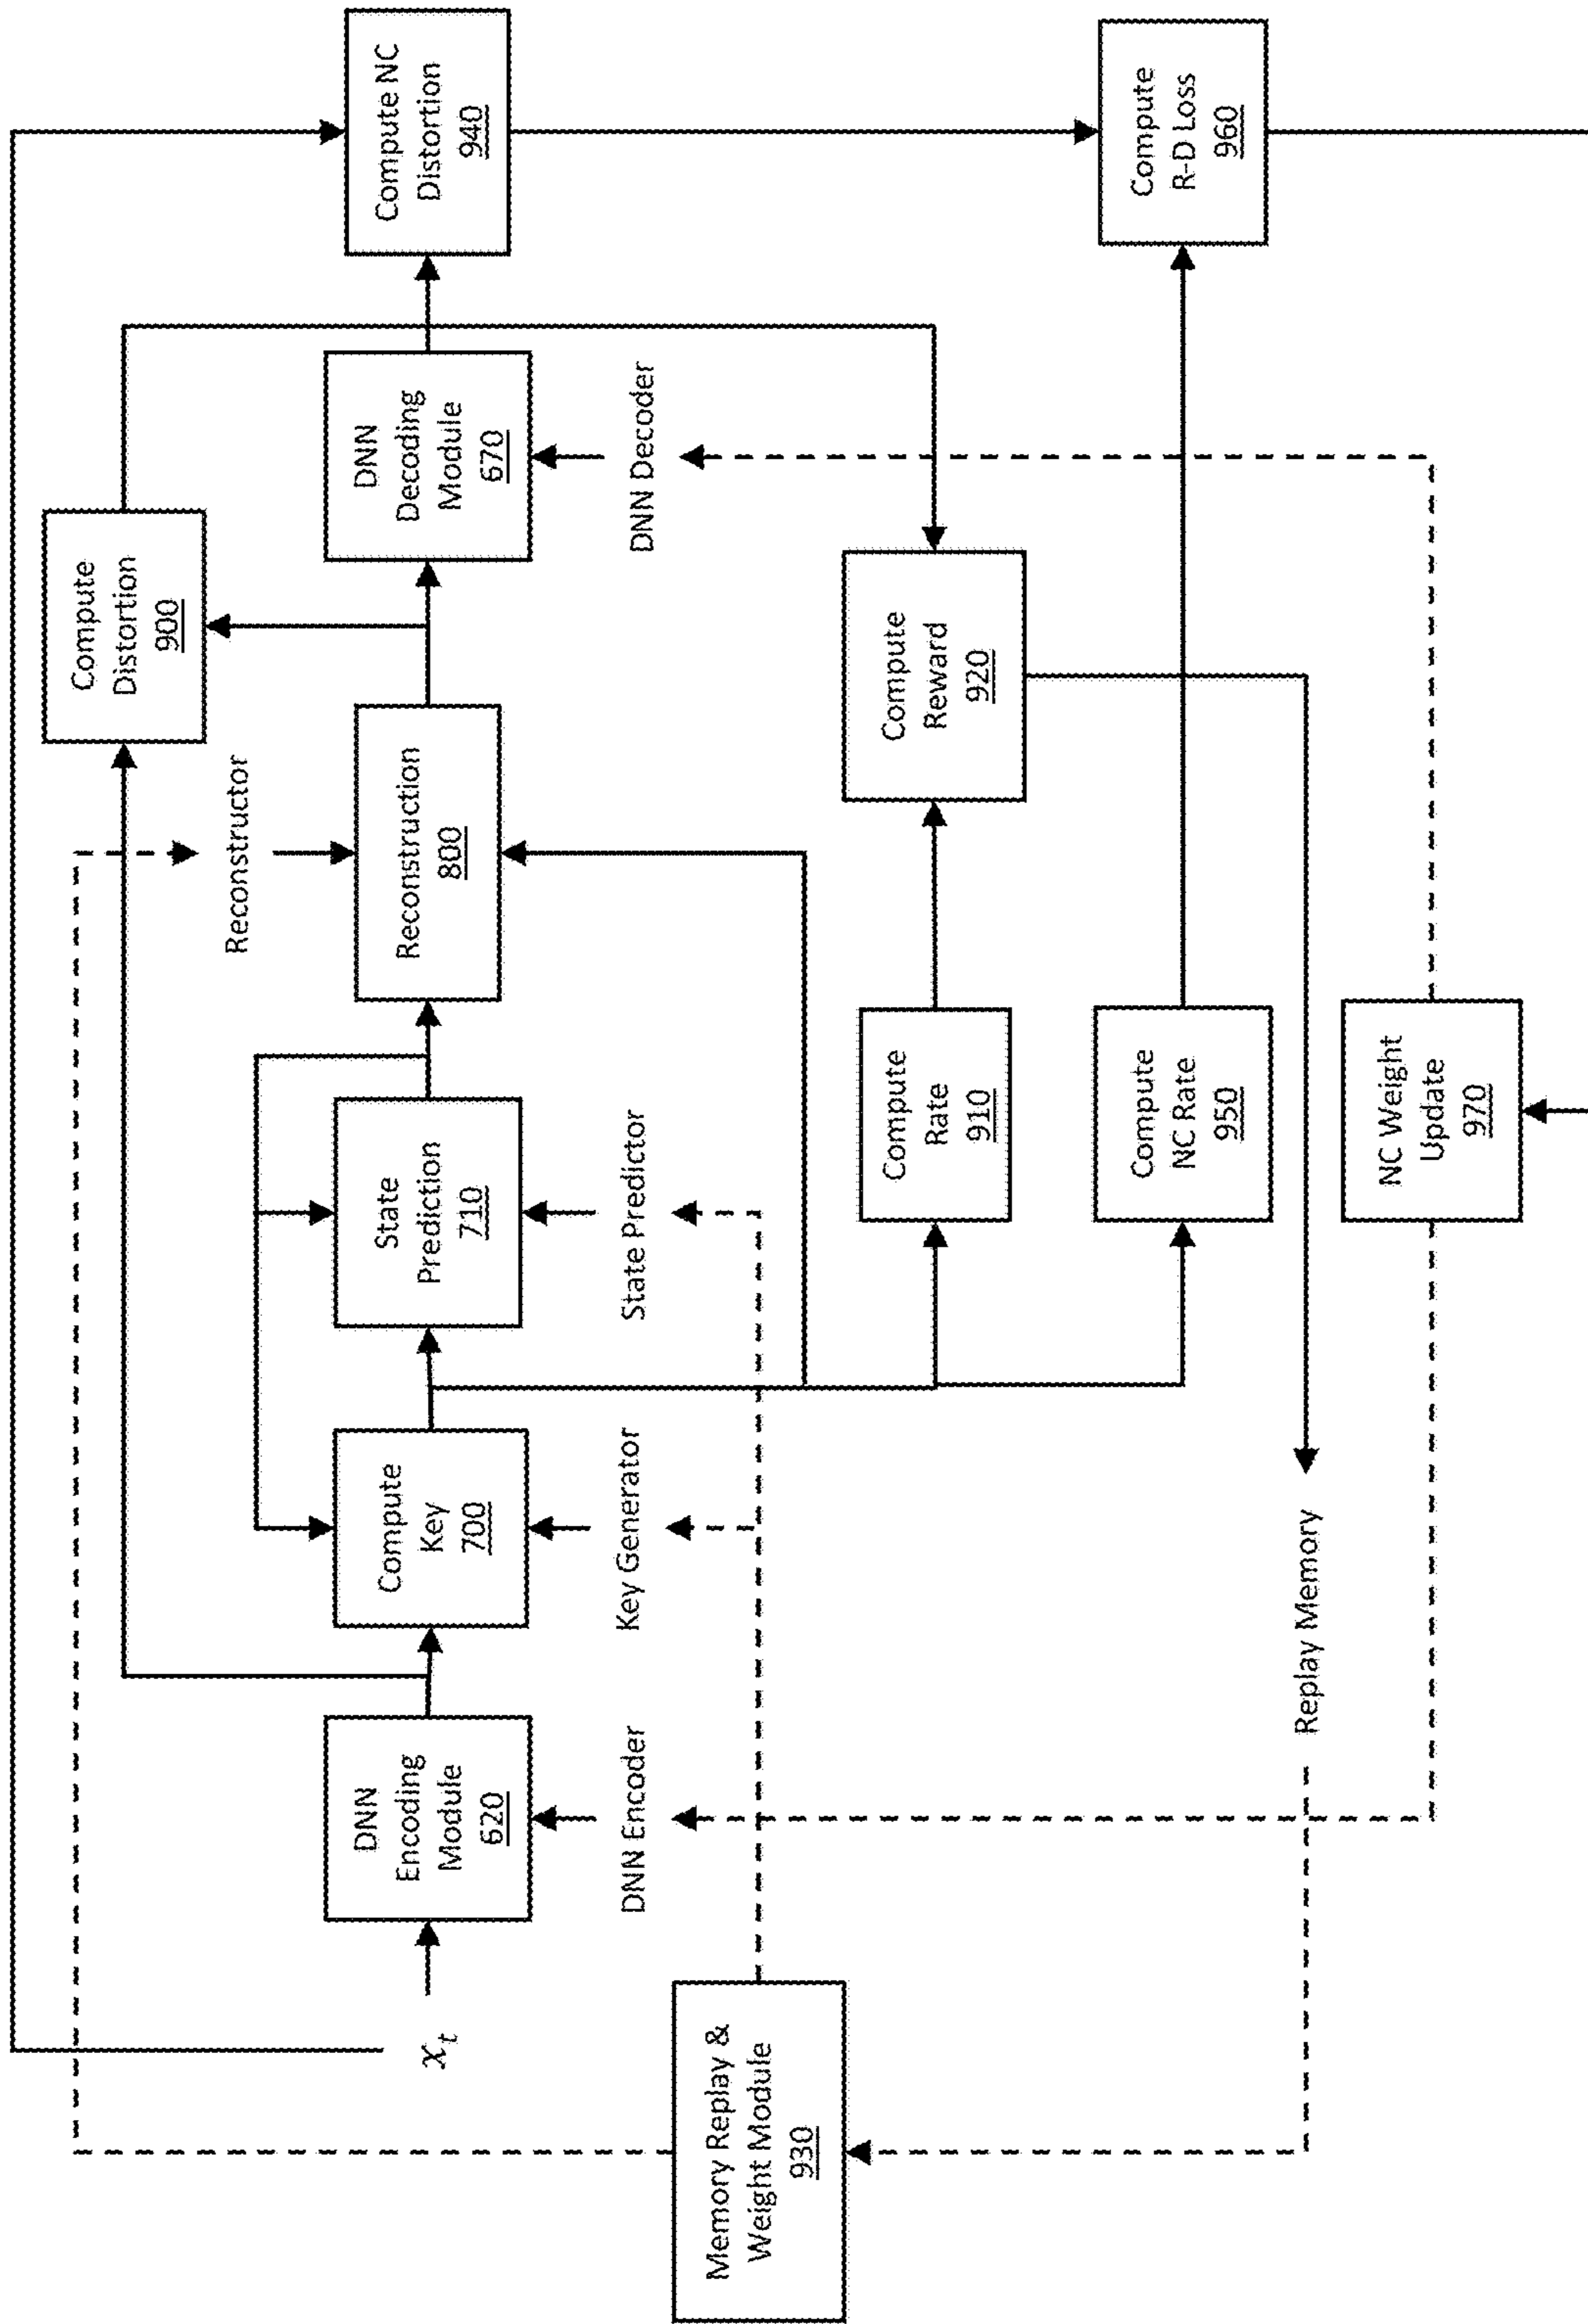 x_t
DNN
Encoding
Module
620
DNN Encoder
Compute
Key
700
Key Generator
State
Prediction
710
State Predictor
Reconstruction
800
Reconstructor
Compute
Distortion
900
DNN
Decoding
Module
670
DNN Decoder
Compute NC
Distortion
940
Memory Replay &
Weight Module
930
Compute
Rate
910
Compute
Reward
920
Compute
NC Rate
950
Compute
R-D Loss
960
Replay Memory
NC Weight
Update
970